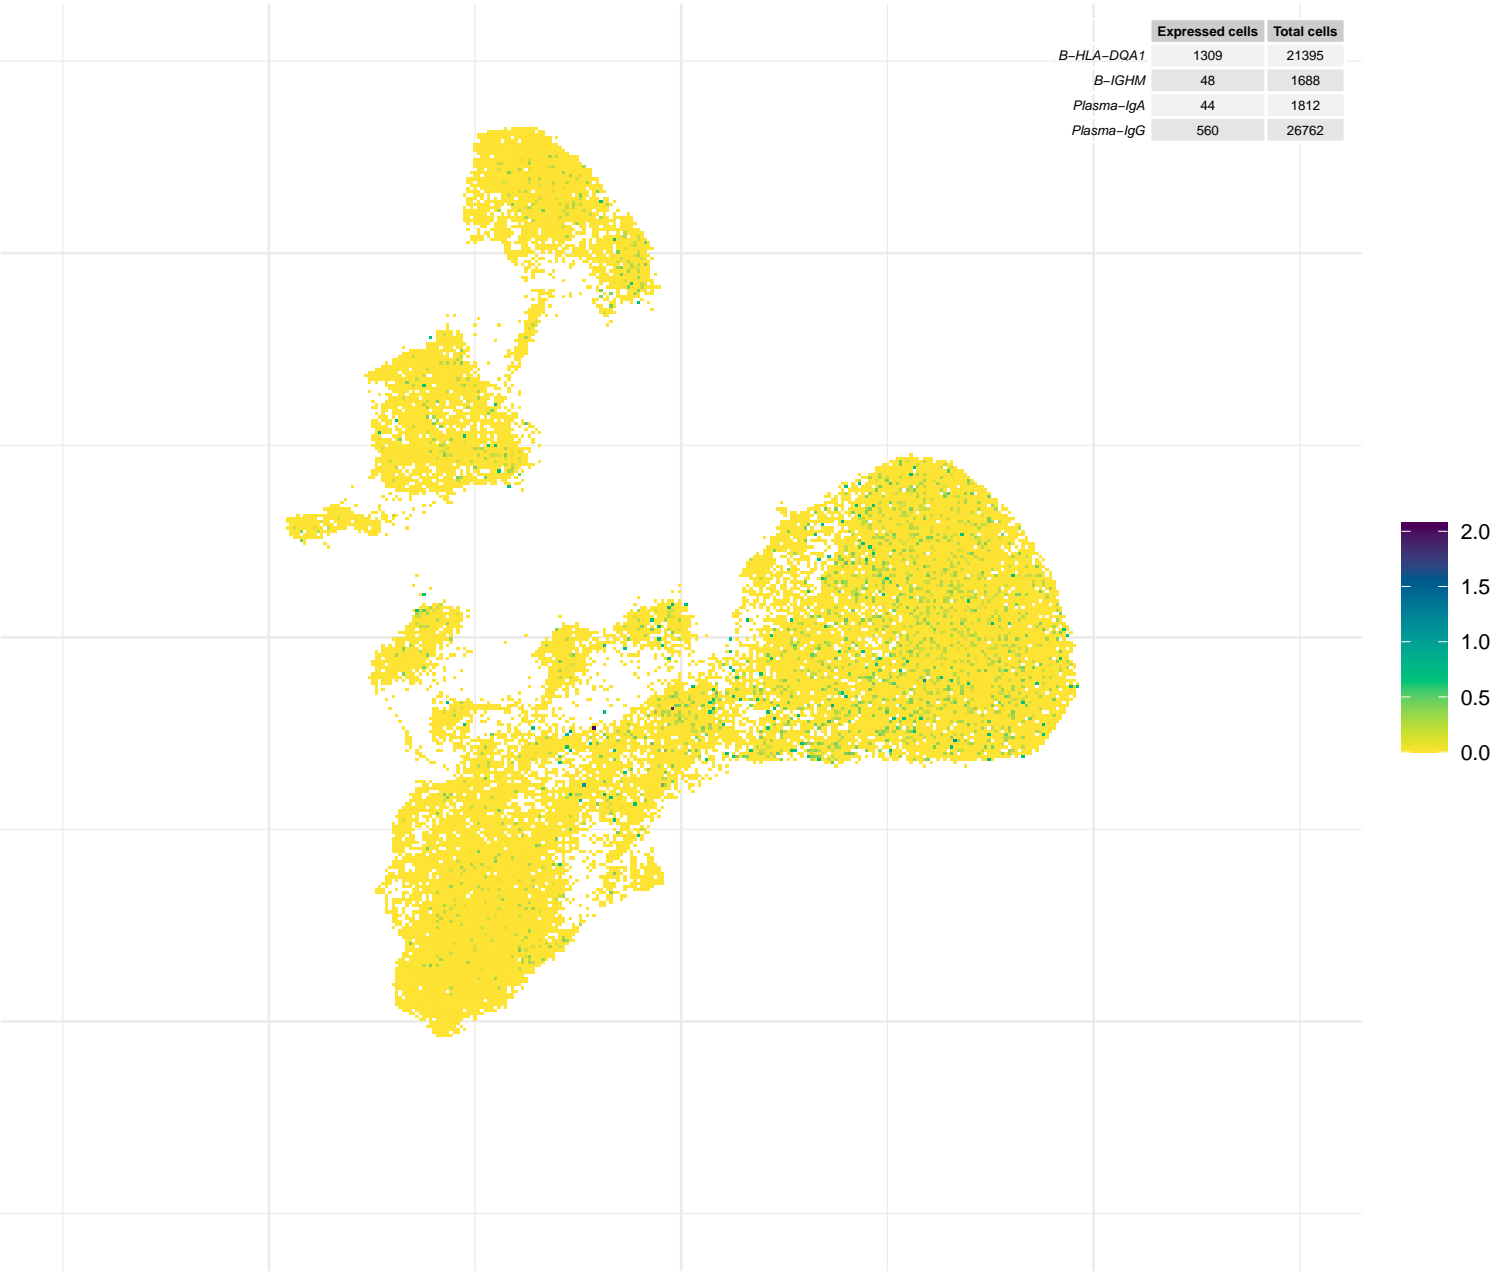 Expressed cells Total cells
B−HLA−DQA1 1309 21395
B−IGHM 48 1688
Plasma−IgA 44 1812
Plasma−IgG 560 26762
2.0
1.5
1.0
0.5
0.0